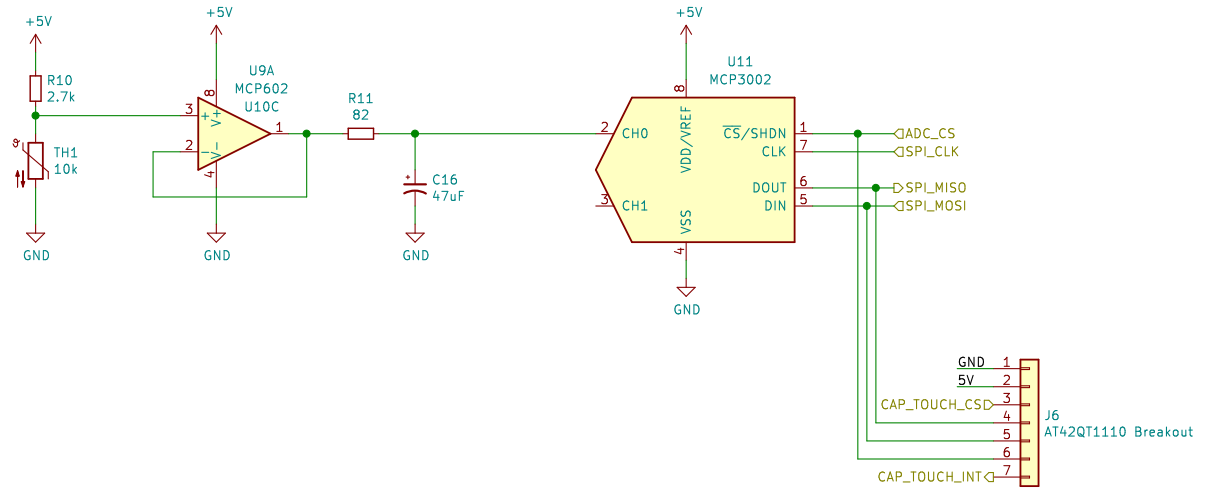 +5V
R10
2.7k
TH1
10k
GND
+5V
U9A
MCP602
U10C
3
2
+
-
V+
V-
8
4
1
GND
R11
82
C16
47uF
+
GND
+5V
U11
MCP3002
8
2
CH0
3
CH1
VDD/VREF
VSS
4
CS/SHDN
CLK
DOUT
DIN
1
7
6
5
ADC_CS
SPI_CLK
SPI_MISO
SPI_MOSI
GND
GND
5V
CAP_TOUCH_CS
CAP_TOUCH_INT
1
2
3
4
5
6
7
J6
AT42QT1110 Breakout